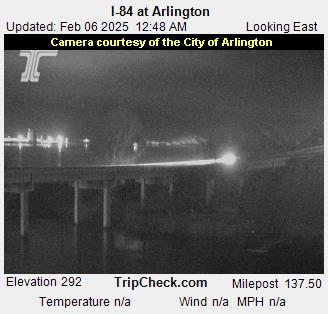 I-84 at Arlington
Updated: Feb 06 2025 12:48 AM Looking East
Camera courtesy of the City of Arlington
Elevation 292 TripCheck.com Milepost 137.50
Temperature n/a Wind n/a MPH n/a